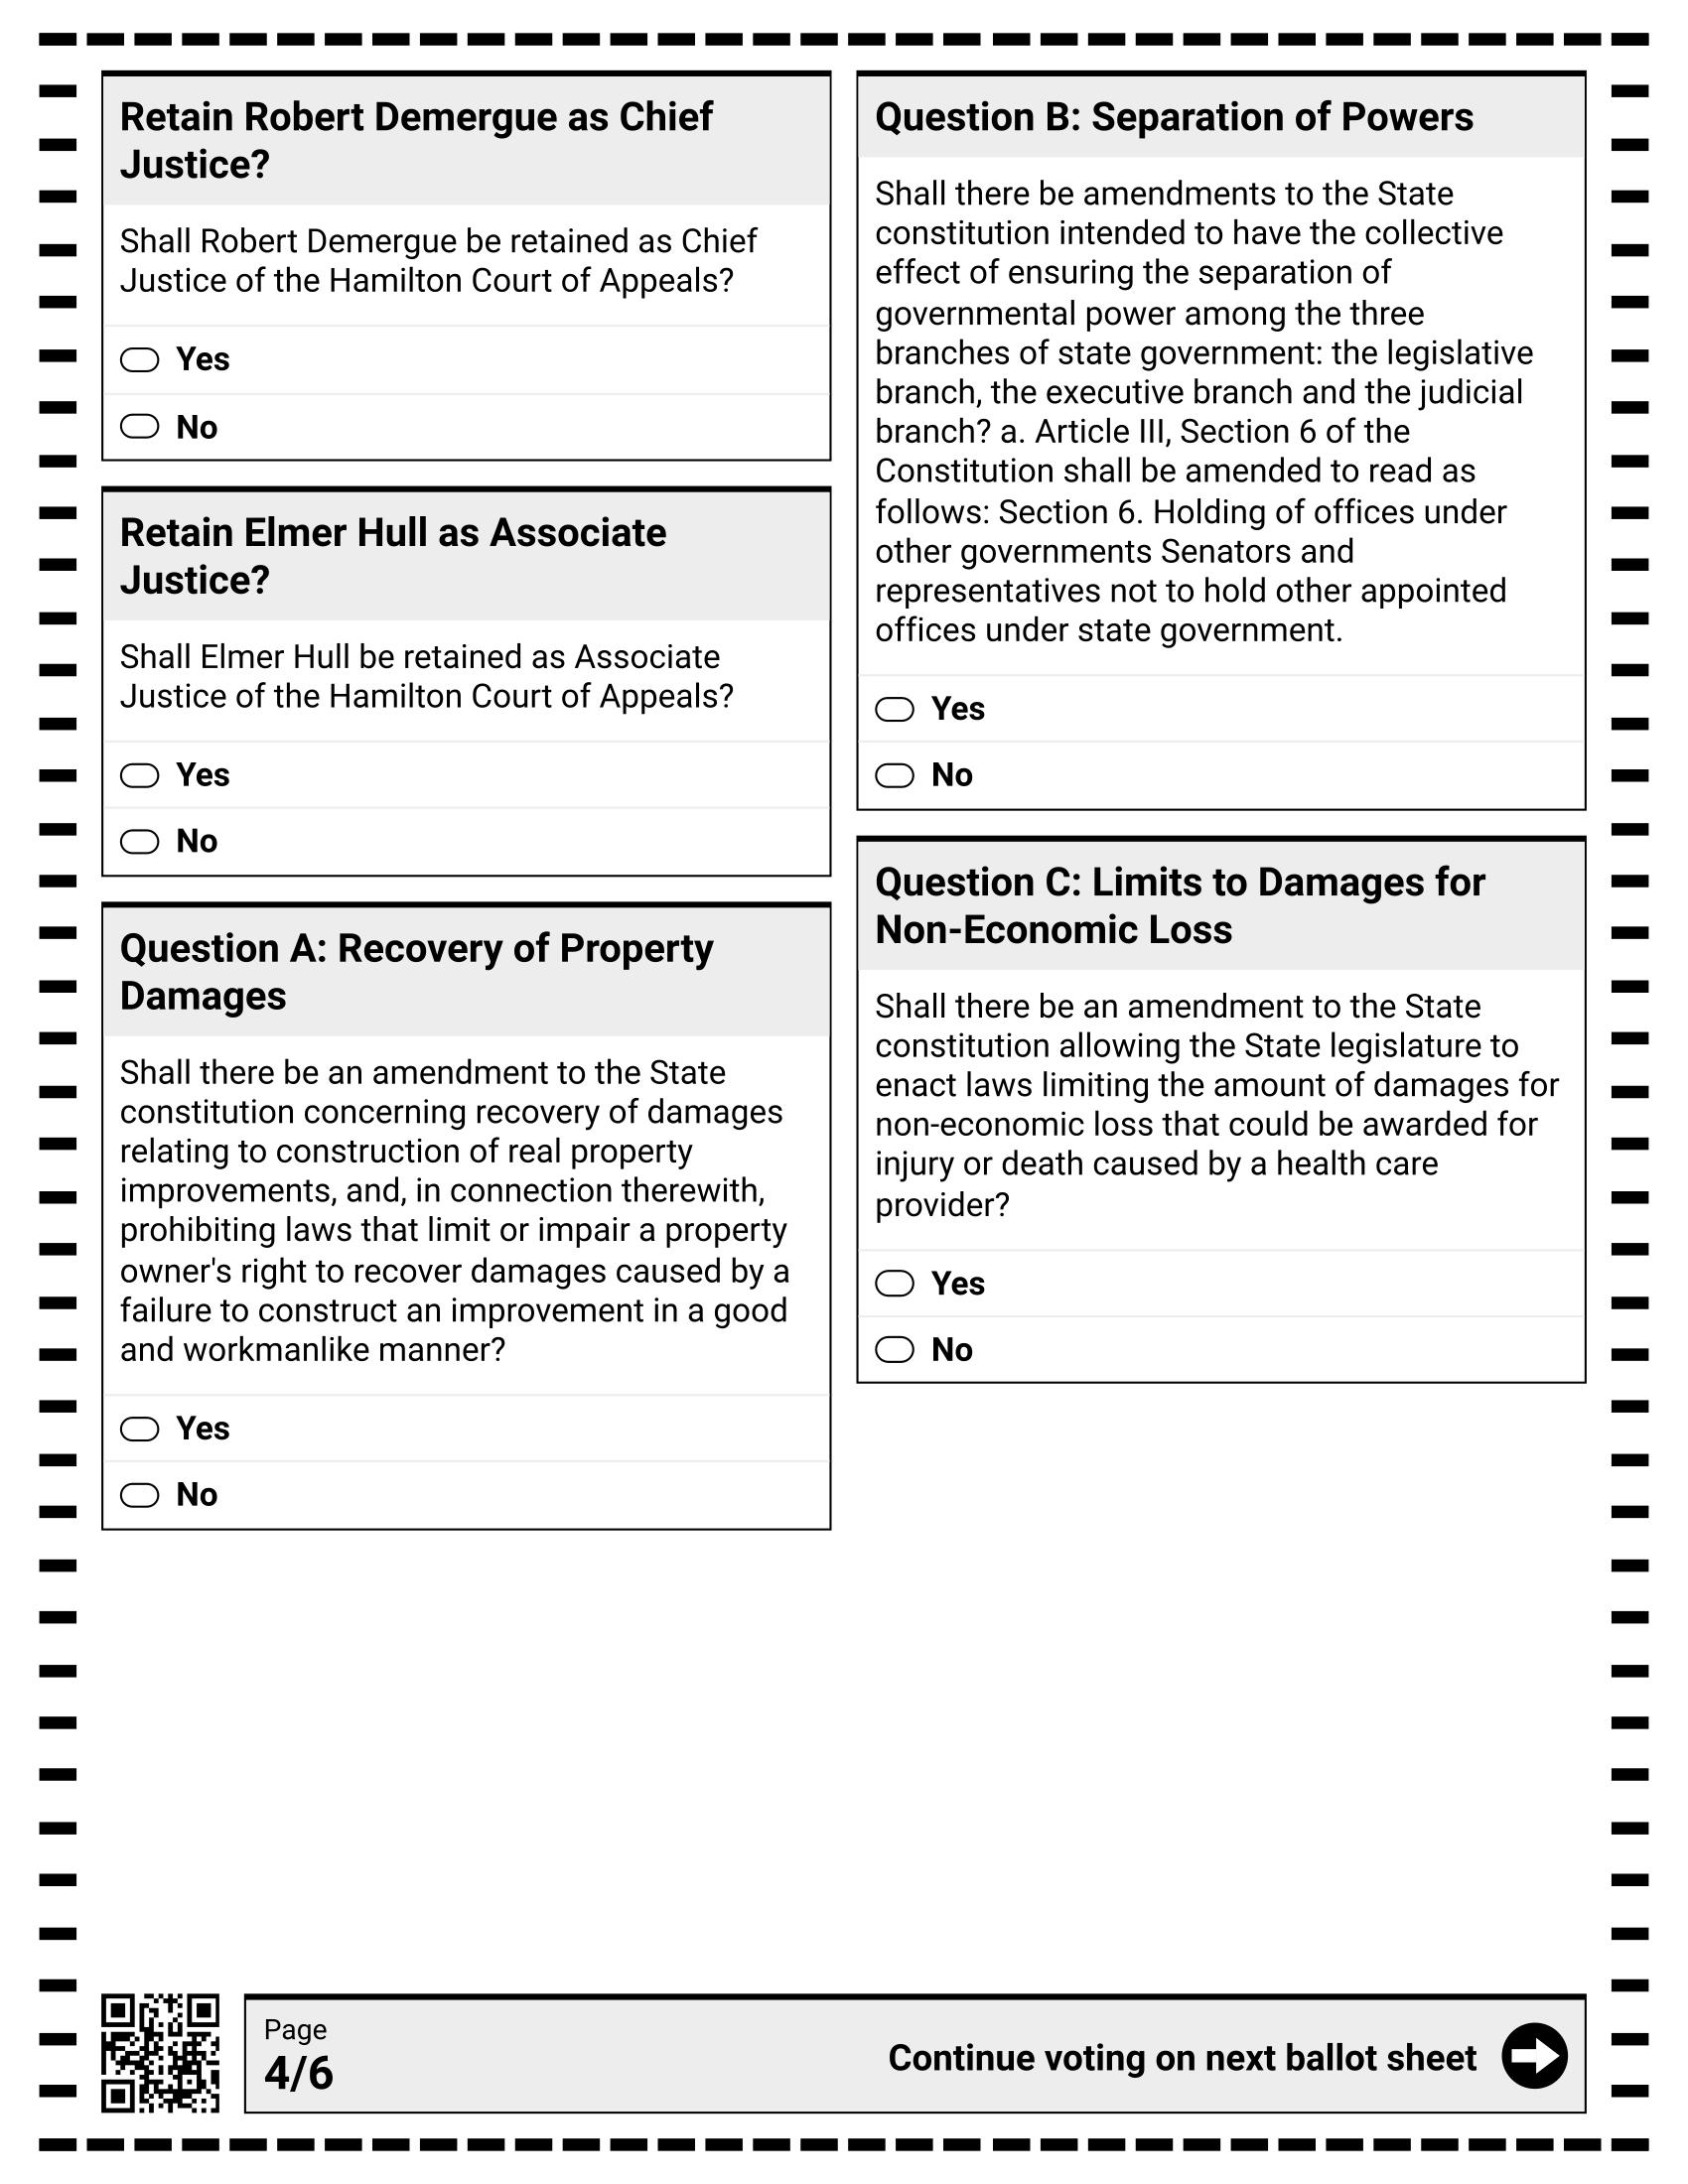 Retain Robert Demergue as Chief
Justice?
Shall Robert Demergue be retained as Chief
Justice of the Hamilton Court of Appeals?
Yes
No
Retain Elmer Hull as Associate
Justice?
Shall Elmer Hull be retained as Associate
Justice of the Hamilton Court of Appeals?
Yes
No
Question A: Recovery of Property
Damages
Shall there be an amendment to the State
constitution concerning recovery of damages
relating to construction of real property
improvements, and, in connection therewith,
prohibiting laws that limit or impair a property
owner's right to recover damages caused by a
failure to construct an improvement in a good
and workmanlike manner?
Yes
No
Question B: Separation of Powers
Shall there be amendments to the State
constitution intended to have the collective
effect of ensuring the separation of
governmental power among the three
branches of state government: the legislative
branch, the executive branch and the judicial
branch? a. Article III, Section 6 of the
Constitution shall be amended to read as
follows: Section 6. Holding of offices under
other governments Senators and
representatives not to hold other appointed
offices under state government.
Yes
No
Question C: Limits to Damages for
Non-Economic Loss
Shall there be an amendment to the State
constitution allowing the State legislature to
enact laws limiting the amount of damages for
non-economic loss that could be awarded for
injury or death caused by a health care
provider?
Yes
No
Page
4/6
Continue voting on next ballot sheet